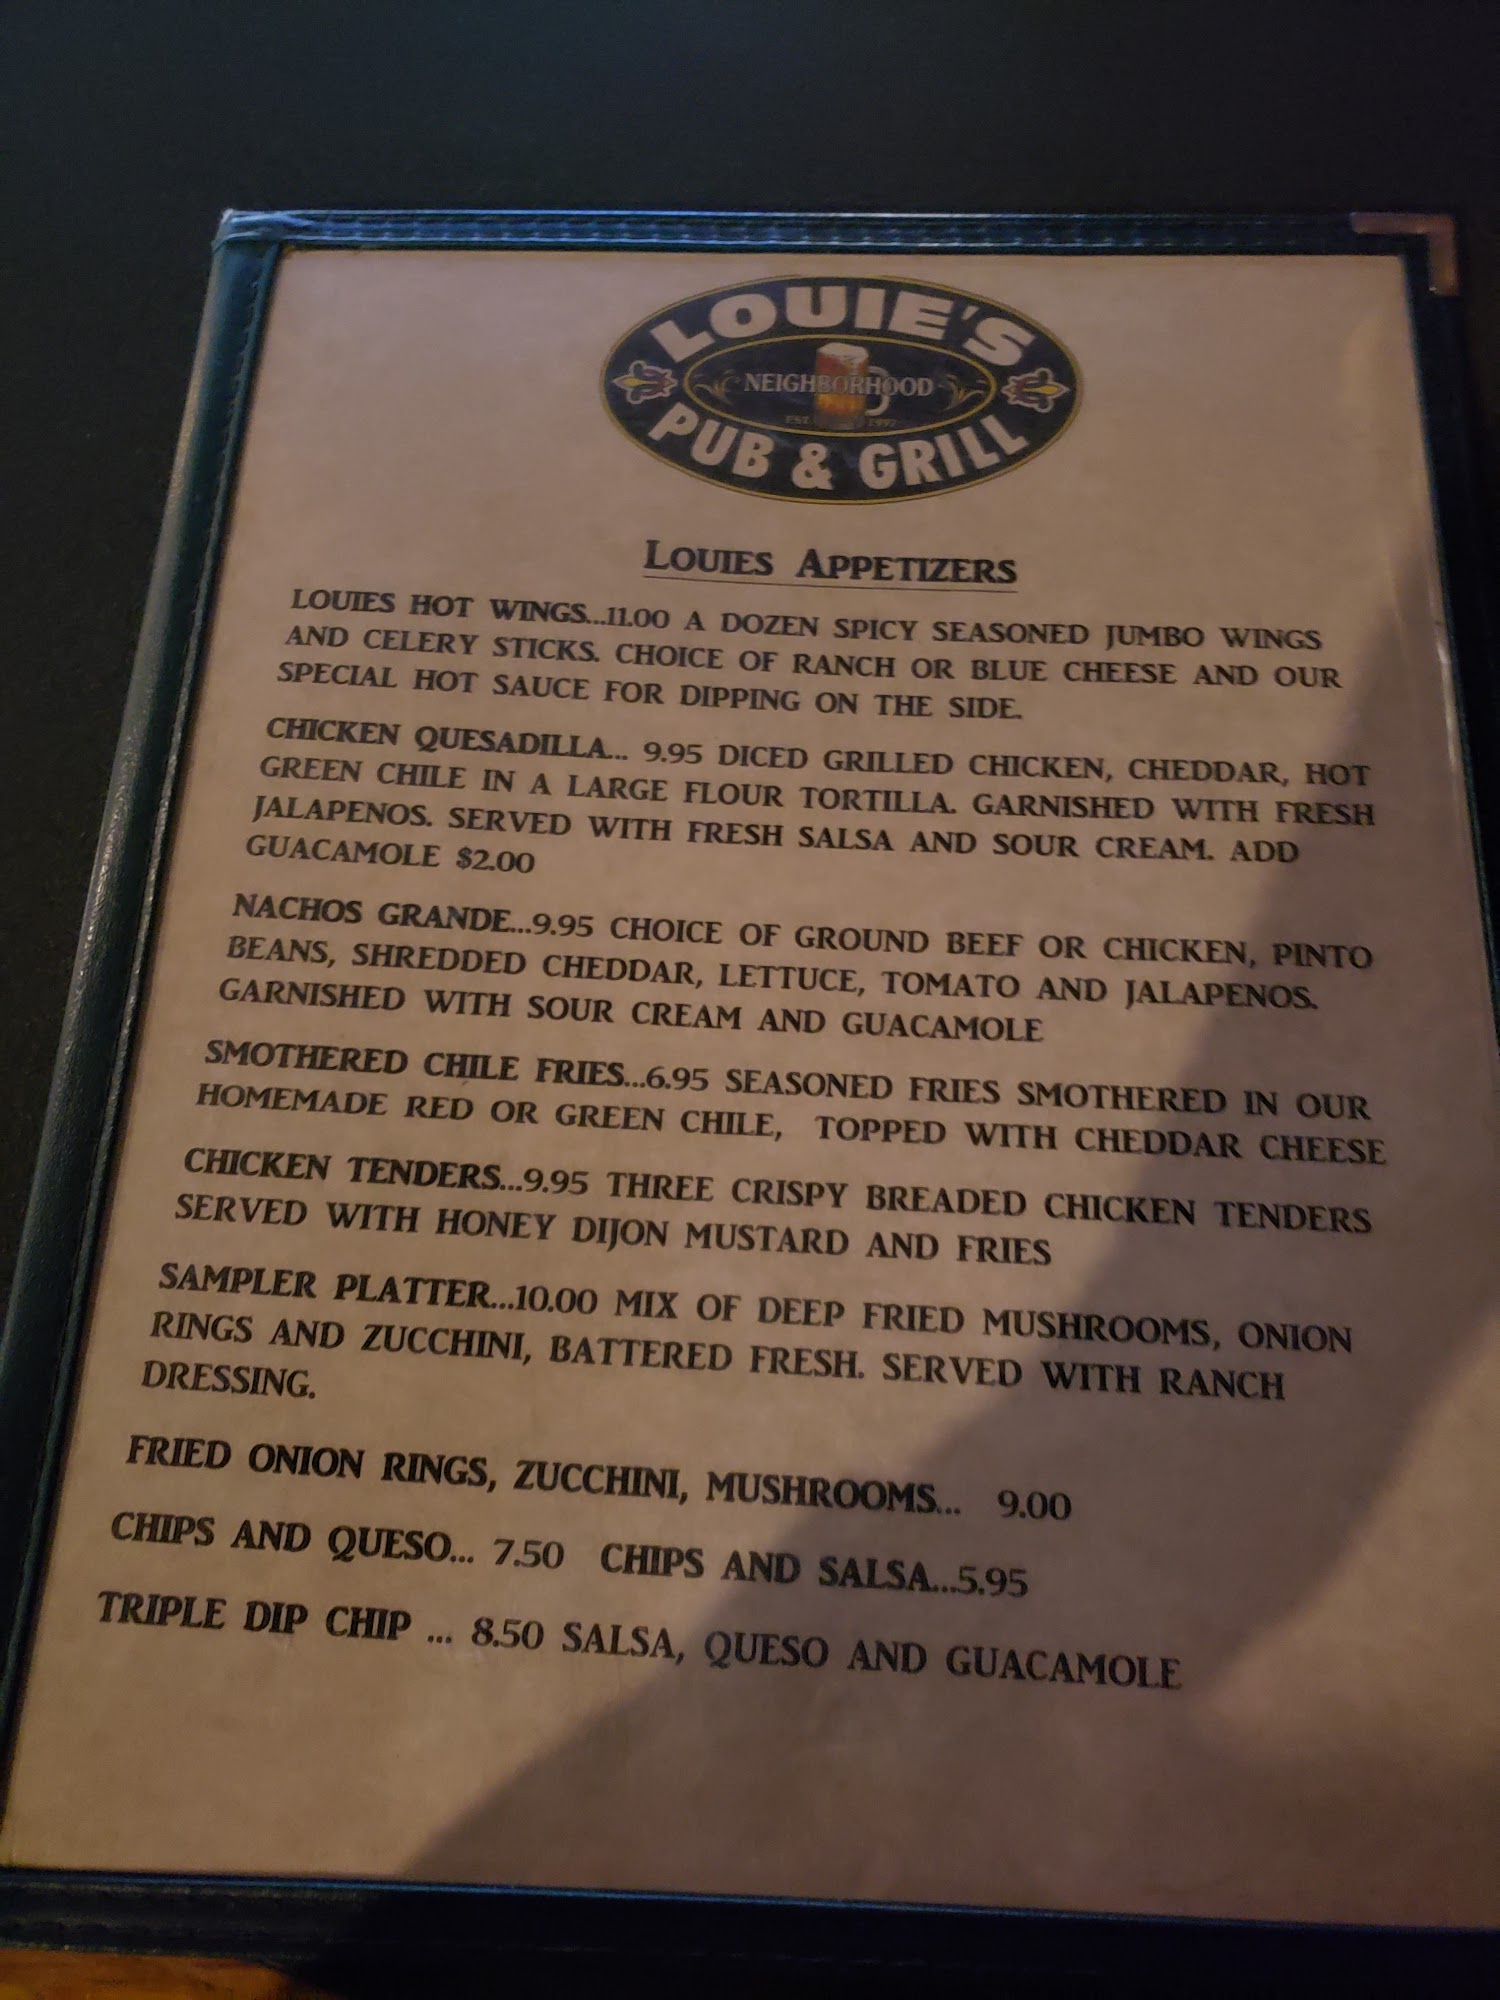 LOUIE'S
NEIGHBORHOOD
EST. 1997
PUB & GRILL
LOUIES APPETIZERS
LOUIES HOT WINGS...11.00 A DOZEN SPICY SEASONED JUMBO WINGS
AND CELERY STICKS. CHOICE OF RANCH OR BLUE CHEESE AND OUR
SPECIAL HOT SAUCE FOR DIPPING ON THE SIDE.
CHICKEN QUESADILLA... 9.95 DICED GRILLED CHICKEN, CHEDDAR, HOT
GREEN CHILE IN A LARGE FLOUR TORTILLA. GARNISHED WITH FRESH
JALAPENOS. SERVED WITH FRESH SALSA AND SOUR CREAM. ADD
GUACAMOLE $2.00
NACHOS GRANDE...9.95 CHOICE OF GROUND BEEF OR CHICKEN, PINTO
BEANS, SHREDDED CHEDDAR, LETTUCE, TOMATO AND JALAPENOS.
GARNISHED WITH SOUR CREAM AND GUACAMOLE
SMOTHERED CHILE FRIES...6.95 SEASONED FRIES SMOTHERED IN OUR
HOMEMADE RED OR GREEN CHILE, TOPPED WITH CHEDDAR CHEESE
CHICKEN TENDERS...9.95 THREE CRISPY BREADED CHICKEN TENDERS
SERVED WITH HONEY DIJON MUSTARD AND FRIES
SAMPLER PLATTER...10.00 MIX OF DEEP FRIED MUSHROOMS, ONION
RINGS AND ZUCCHINI, BATTERED FRESH. SERVED WITH RANCH
DRESSING.
FRIED ONION RINGS, ZUCCHINI, MUSHROOMS... 9.00
CHIPS AND QUESO... 7.50 CHIPS AND SALSA...5.95
TRIPLE DIP CHIP ... 8.50 SALSA, QUESO AND GUACAMOLE